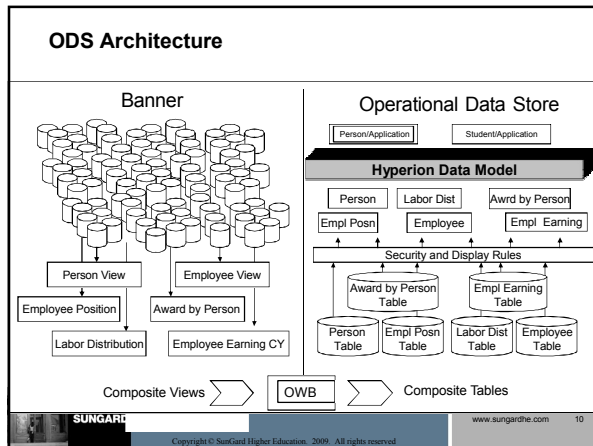 ODS Architecture
Banner
Person View
Employee View
Employee Position
Award by Person
Labor Distribution
Employee Earning CY
Operational Data Store
Person/Application
Student/Application
Hyperion Data Model
Person
Labor Dist
Awrd by Person
Empl Posn
Employee
Empl Earning
Security and Display Rules
Award by Person
Table
Empl Earning
Table
Person
Table
Empl Posn
Table
Labor Dist
Table
Employee
Table
Composite Views
OWB
Composite Tables
SUNGARD
www.sungardhe.com
10
Copyright © SunGard Higher Education. 2009. All rights reserved